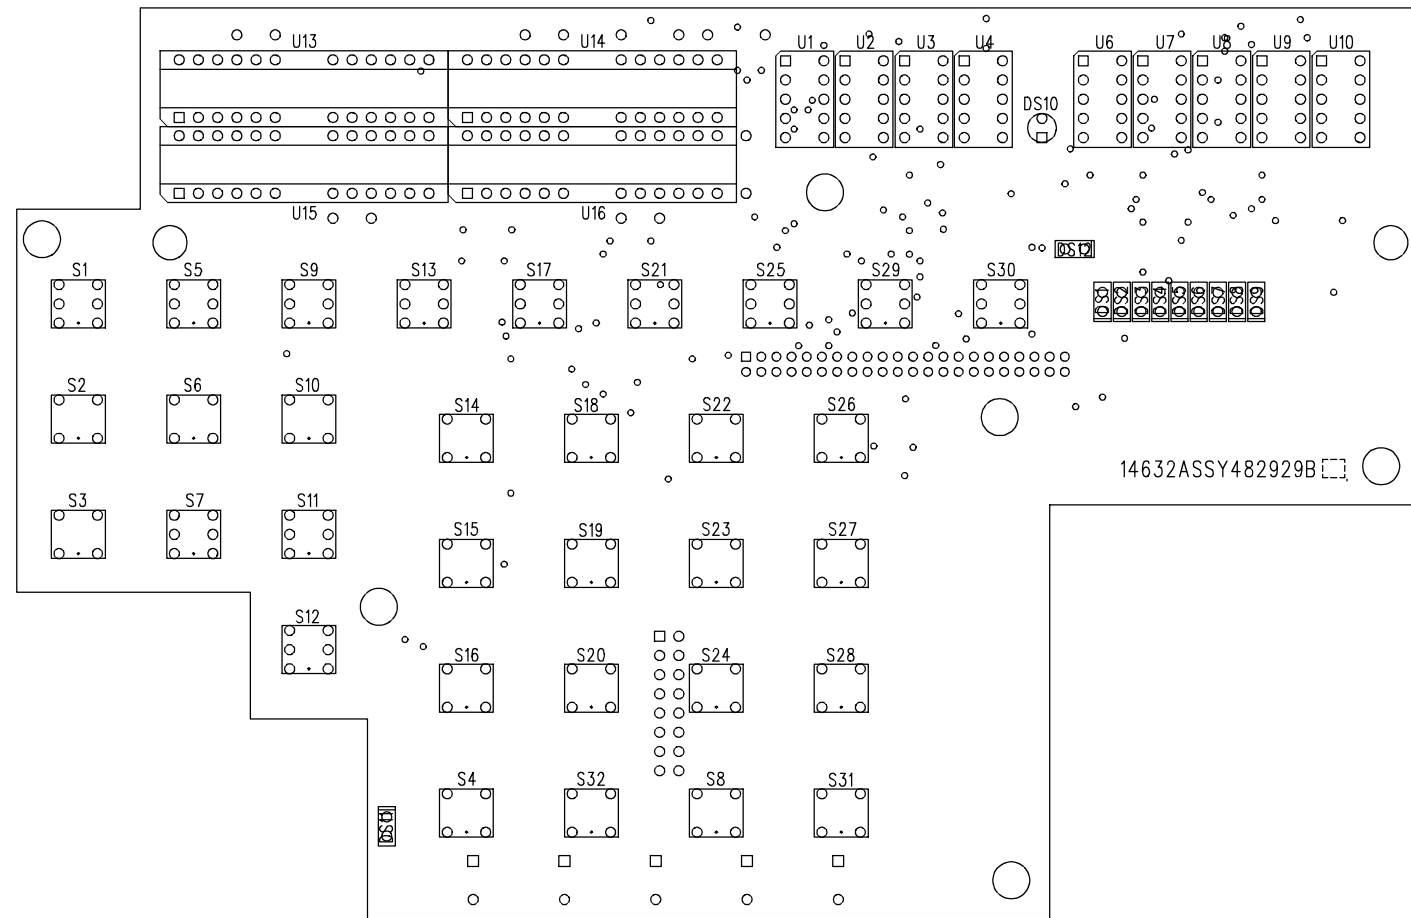 U13 U14 U1 U2 U3 U4 U6 U7 U8 U9 U10
DS10
U15 U16
DS12
S1 S5 S9 S13 S17 S21 S25 S29 S30
DS1 DS2 DS3 DS4 DS5 DS6 DS7 DS8 DS9
S2 S6 S10
S14 S18 S22 S26
14632ASSY482929B
S3 S7 S11
S15 S19 S23 S27
S12
S16 S20 S24 S28
S4 S32 S8 S31
DS11